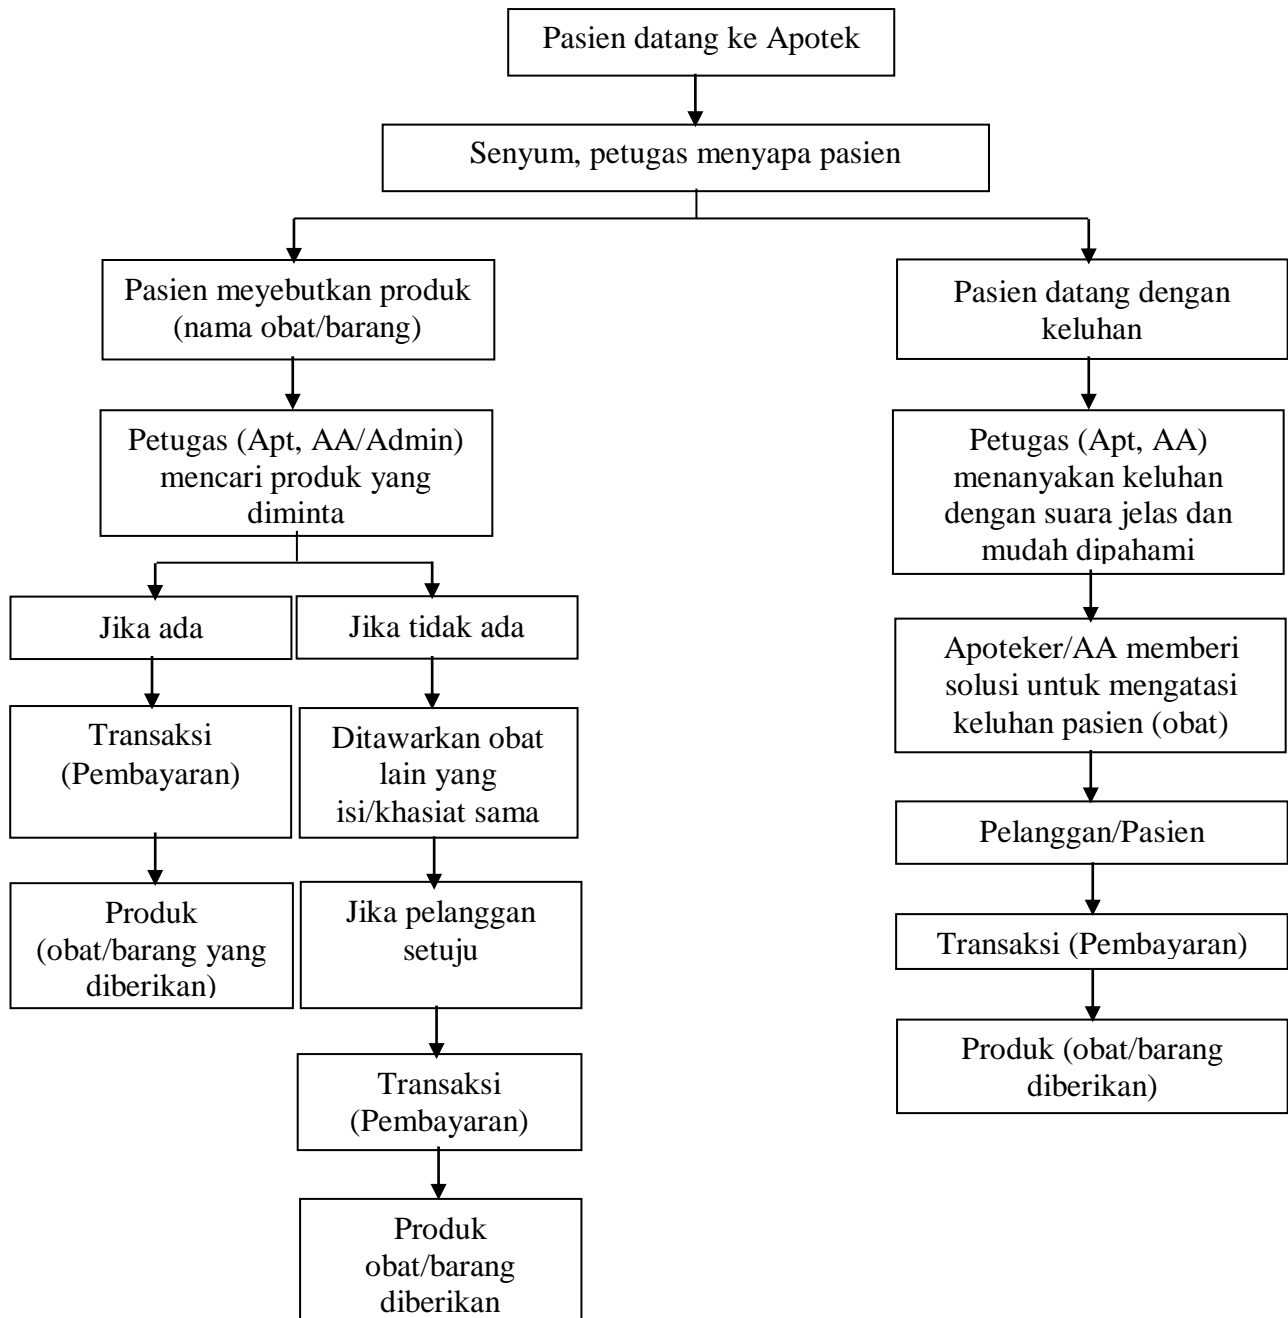 Pasien datang ke Apotek
Senyum, petugas menyapa pasien
Pasien meyebutkan produk
(nama obat/barang)
Petugas (Apt, AA/Admin)
mencari produk yang
diminta
Jika ada
Transaksi
(Pembayaran)
Produk
(obat/barang yang
diberikan)
Jika tidak ada
Ditawarkan obat
lain yang
isi/khasiat sama
Jika pelanggan
setuju
Transaksi
(Pembayaran)
Produk
obat/barang
diberikan
Pasien datang dengan
keluhan
Petugas (Apt, AA)
menanyakan keluhan
dengan suara jelas dan
mudah dipahami
Apoteker/AA memberi
solusi untuk mengatasi
keluhan pasien (obat)
Pelanggan/Pasien
Transaksi (Pembayaran)
Produk (obat/barang
diberikan)